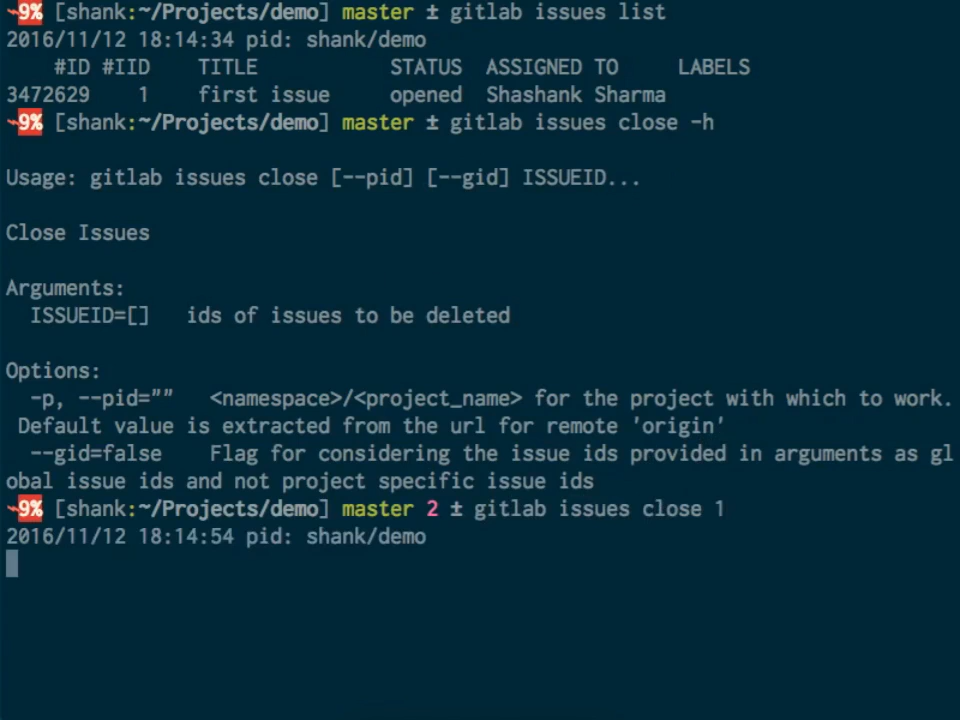 ~9% [shank:~/Projects/demo] master ± gitlab issues list
2016/11/12 18:14:34 pid: shank/demo
#ID #IID TITLE STATUS ASSIGNED TO LABELS
3472629 1 first issue opened Shashank Sharma
~9% [shank:~/Projects/demo] master ± gitlab issues close -h
Usage: gitlab issues close [--pid] [--gid] ISSUEID...
Close Issues
Arguments:
ISSUEID=[] ids of issues to be deleted
Options:
-p, --pid="" <namespace>/<project_name> for the project with which to work.
Default value is extracted from the url for remote 'origin'
--gid=false Flag for considering the issue ids provided in arguments as gl
obal issue ids and not project specific issue ids
~9% [shank:~/Projects/demo] master 2 ± gitlab issues close 1
2016/11/12 18:14:54 pid: shank/demo